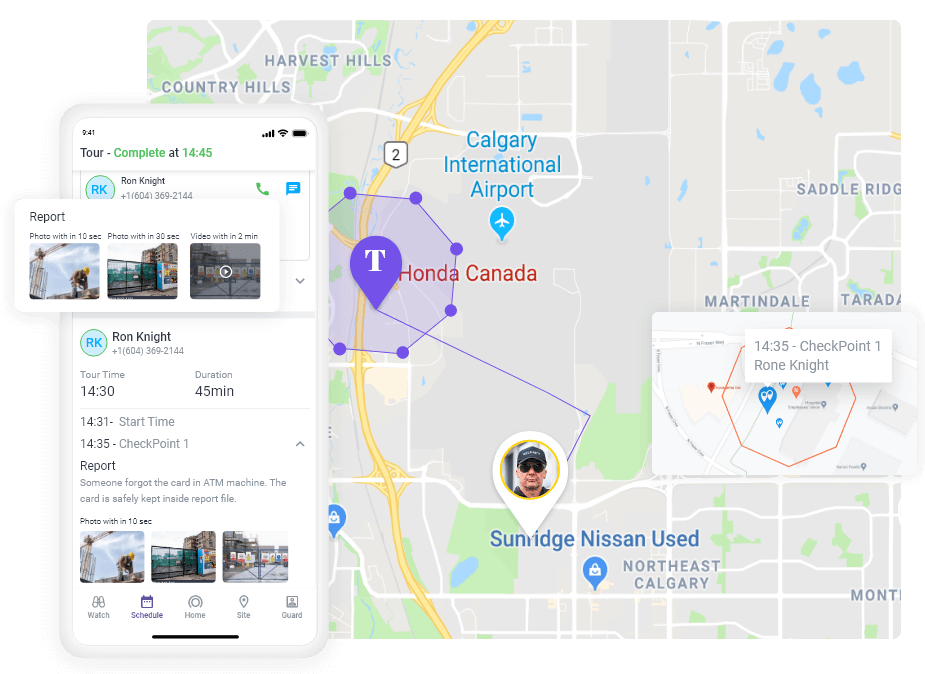 HARVEST HILLS
COUNTRY HILLS
2
Calgary
International
Airport
SADDLE RIDG
T
Honda Canada
MARTINDALE
TARADA
9:41
Tour - Complete at 14:45
RK
Ron Knight
+1(604) 369-2144
Report
Photo with in 10 sec
Photo with in 30 sec
Video with in 2 min
RK
Ron Knight
+1(604) 369-2144
Tour Time
Duration
14:30
45min
14:31- Start Time
14:35 - CheckPoint 1
Report
Someone forgot the card in ATM machine. The
card is safely kept inside report file.
Photo with in 10 sec
Watch
Schedule
Home
Site
Guard
14:35 - CheckPoint 1
Rone Knight
SECURITY
Sunridge Nissan Used
NORTHEAST
CALGARY
MONT